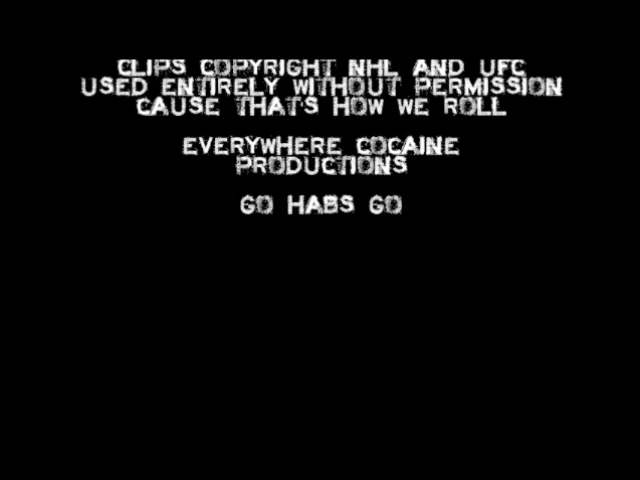 CLIPS COPYRIGHT NHL AND UFC
USED ENTIRELY WITHOUT PERMISSION
CAUSE THAT'S HOW WE ROLL
EVERYWHERE COCAINE
PRODUCTIONS
GO HABS GO